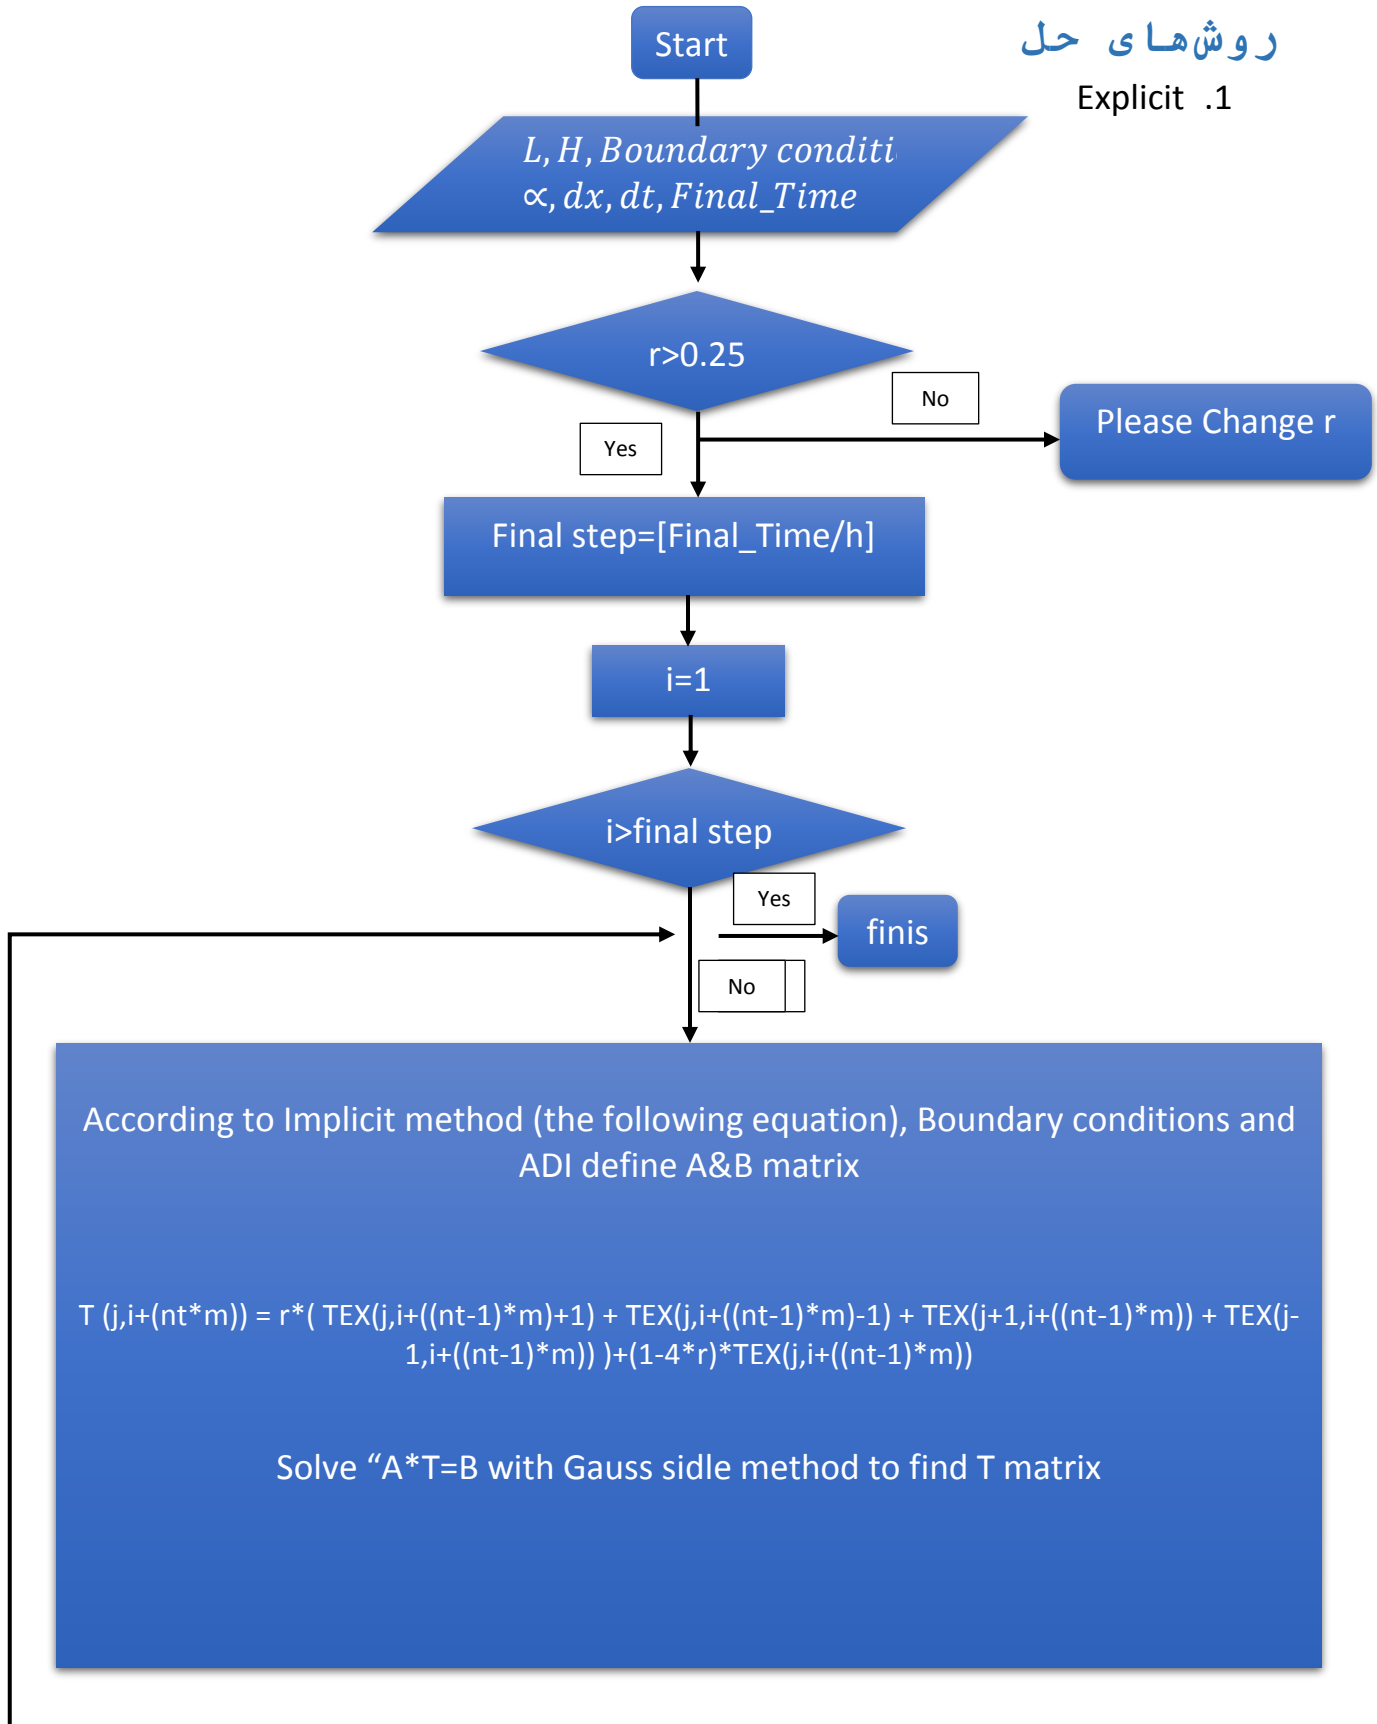 روش‌های حل
1. Explicit
Start
L, H, Boundary conditi
∝, dx, dt, Final_Time
r>0.25
No
Please Change r
Yes
Final step=[Final_Time/h]
i=1
i>final step
Yes
finis
No
According to Implicit method (the following equation), Boundary conditions and
ADI define A&B matrix
T (j,i+(nt*m)) = r*( TEX(j,i+((nt-1)*m)+1) + TEX(j,i+((nt-1)*m)-1) + TEX(j+1,i+((nt-1)*m)) + TEX(j-
1,i+((nt-1)*m)) )+(1-4*r)*TEX(j,i+((nt-1)*m))
Solve “A*T=B with Gauss sidle method to find T matrix